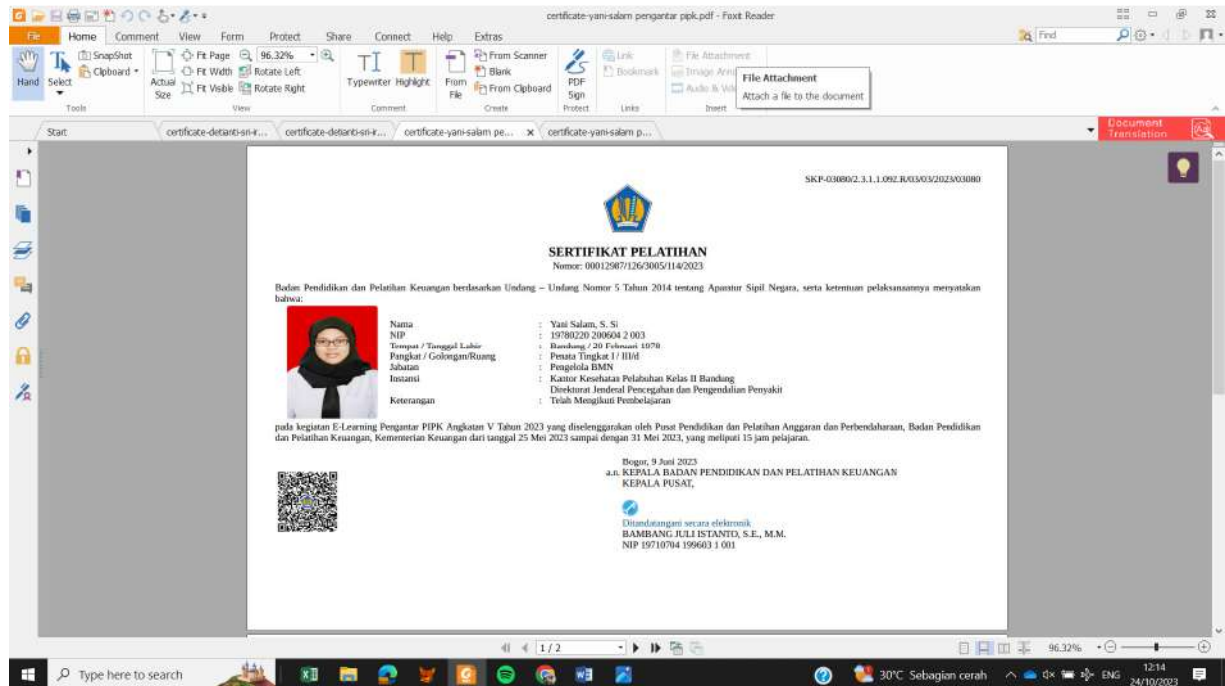 certificate-yani-salam pengantar pipk.pdf - Foxit Reader
File Home Comment View Form Protect Share Connect Help Extras
Find
Hand
Select
SnapShot
Clipboard
Actual Size
Fit Page
Fit Width
Fit Visible
96.32%
Rotate Left
Rotate Right
Typewriter
Highlight
From File
From Scanner
Blank
From Clipboard
PDF Sign
Link
Bookmark
File Attachment
Image Ann
Audio & Vid
File Attachment
Attach a file to the document
Tools View Comment Create Protect Links Insert
Start certificate-detianti-sri-r... certificate-detianti-sri-r... certificate-yani-salam pe... certificate-yani-salam p...
Document Translation
SKP-03080/2.3.1.1.092.R/03/03/2023/03080
SERTIFIKAT PELATIHAN
Nomor: 00012987/126/3005/114/2023
Badan Pendidikan dan Pelatihan Keuangan berdasarkan Undang – Undang Nomor 5 Tahun 2014 tentang Aparatur Sipil Negara, serta ketentuan pelaksanaannya menyatakan
bahwa:
Nama : Yani Salam, S. Si
NIP : 19780220 200604 2 003
Tempat / Tanggal Lahir : Bandung / 20 Februari 1978
Pangkat / Golongan/Ruang : Penata Tingkat I / III/d
Jabatan : Pengelola BMN
Instansi : Kantor Kesehatan Pelabuhan Kelas II Bandung
Direktorat Jenderal Pencegahan dan Pengendalian Penyakit
Keterangan : Telah Mengikuti Pembelajaran
pada kegiatan E-Learning Pengantar PIPK Angkatan V Tahun 2023 yang diselenggarakan oleh Pusat Pendidikan dan Pelatihan Anggaran dan Perbendaharaan, Badan Pendidikan
dan Pelatihan Keuangan, Kementerian Keuangan dari tanggal 25 Mei 2023 sampai dengan 31 Mei 2023, yang meliputi 15 jam pelajaran.
Bogor, 9 Juni 2023
a.n. KEPALA BADAN PENDIDIKAN DAN PELATIHAN KEUANGAN
KEPALA PUSAT,
Ditandatangani secara elektronik
BAMBANG JULI ISTANTO, S.E., M.M.
NIP 19710704 199603 1 001
1 / 2
96.32%
Type here to search
30°C Sebagian cerah
ENG
12:14
24/10/2023